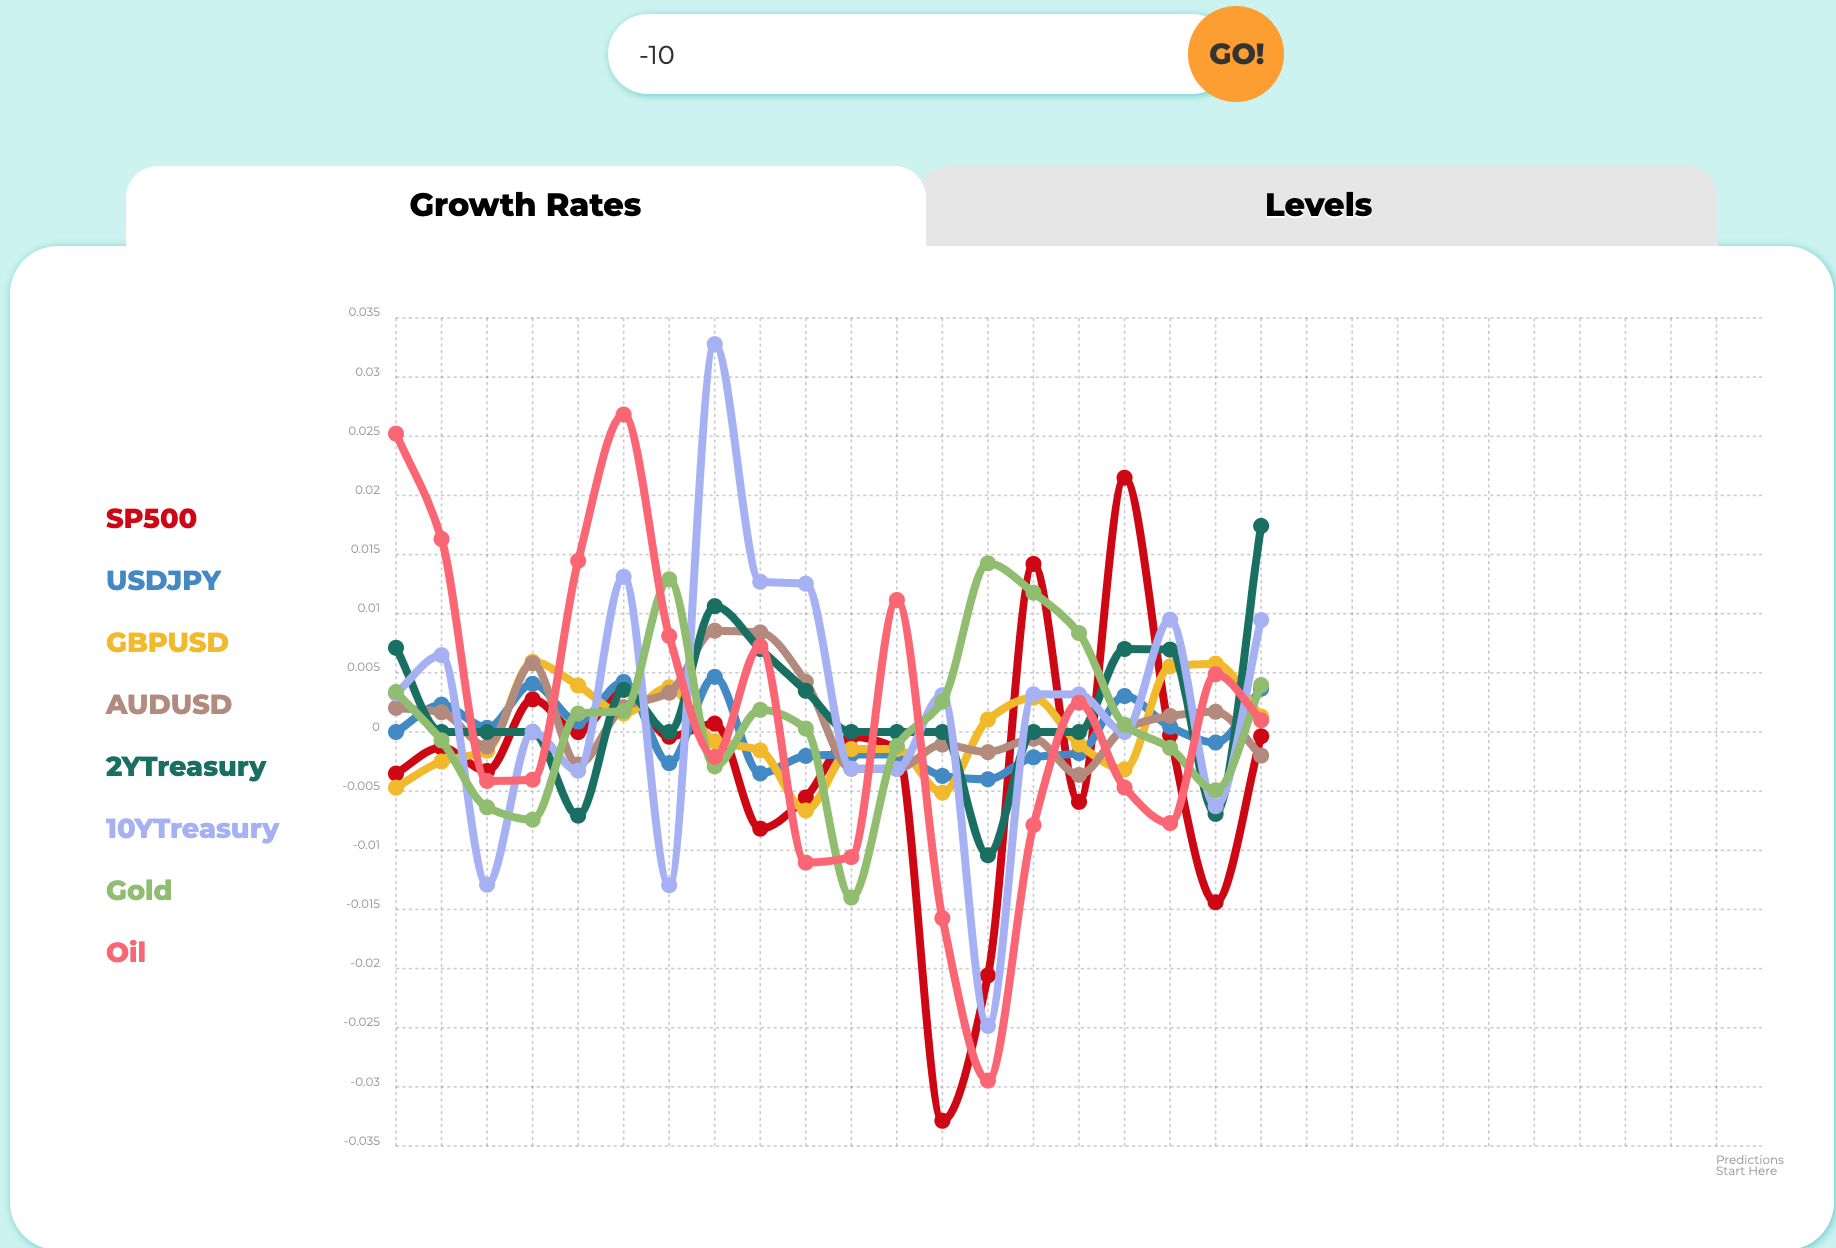 -10
GO!
Growth Rates
Levels
SP500
USDJPY
GBPUSD
AUDUSD
2YTreasury
10YTreasury
Gold
Oil
0.035
0.03
0.025
0.02
0.015
0.01
0.005
0
-0.005
-0.01
-0.015
-0.02
-0.025
-0.03
-0.035
Predictions
Start Here